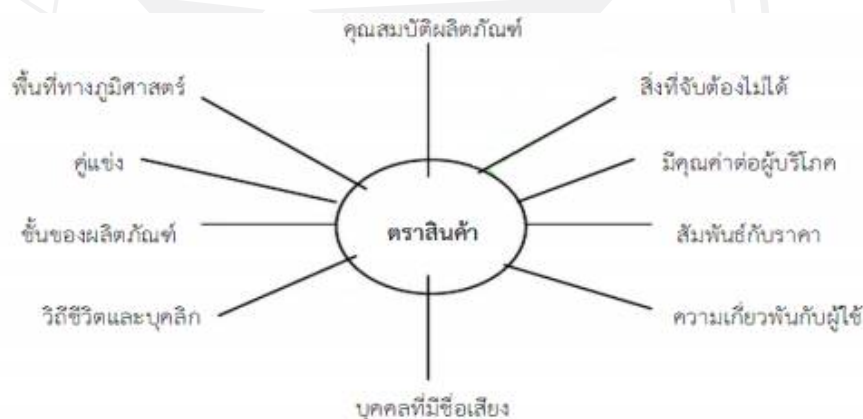 คุณสมบัติผลิตภัณฑ์
พื้นที่ทางภูมิศาสตร์
สิ่งที่จับต้องไม่ได้
คู่แข่ง
มีคุณค่าต่อผู้บริโภค
ชั้นของผลิตภัณฑ์
ตราสินค้า
สัมพันธ์กับราคา
วิถีชีวิตและบุคลิก
ความเกี่ยวพันกับผู้ใช้
บุคคลที่มีชื่อเสียง